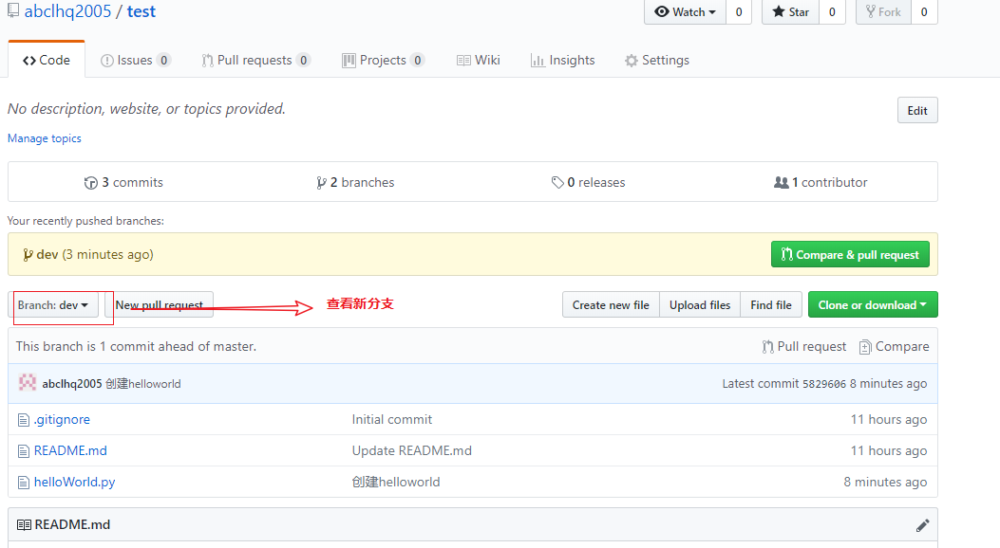 abclhq2005 / test
Watch 0 Star 0 Fork 0
Code Issues 0 Pull requests 0 Projects 0 Wiki Insights Settings
No description, website, or topics provided. Edit
Manage topics
3 commits 2 branches 0 releases 1 contributor
Your recently pushed branches:
dev (3 minutes ago) Compare & pull request
Branch: dev New pull request 查看新分支 Create new file Upload files Find file Clone or download
This branch is 1 commit ahead of master. Pull request Compare
abclhq2005 创建helloworld Latest commit 5829606 8 minutes ago
.gitignore Initial commit 11 hours ago
README.md Update README.md 11 hours ago
helloWorld.py 创建helloworld 8 minutes ago
README.md